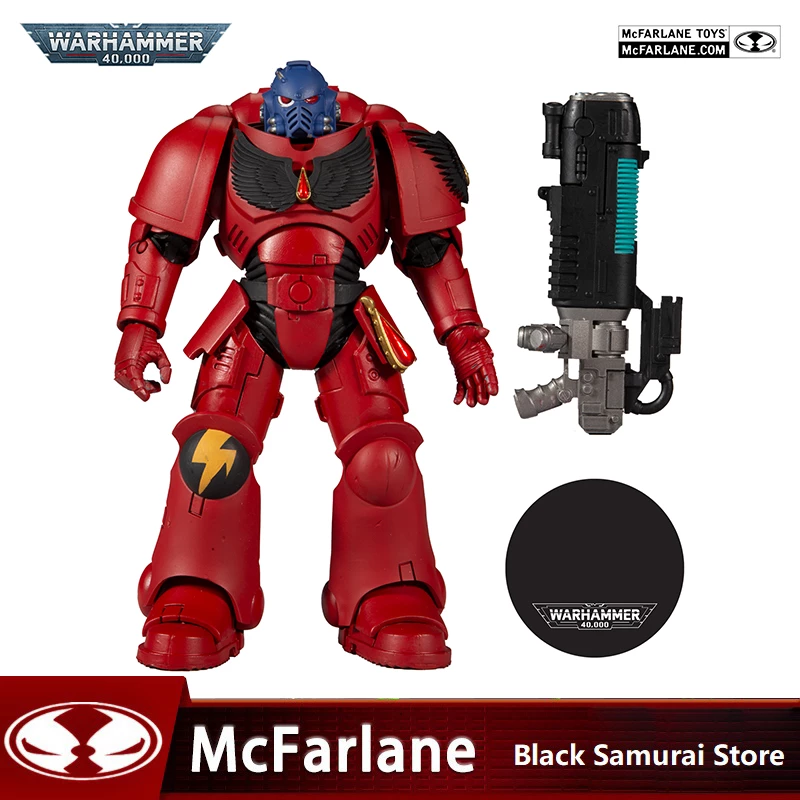 WARHAMMER
40,000
McFARLANE TOYS®
McFARLANE.COM
WARHAMMER
40,000
McFarlane
Black Samurai Store